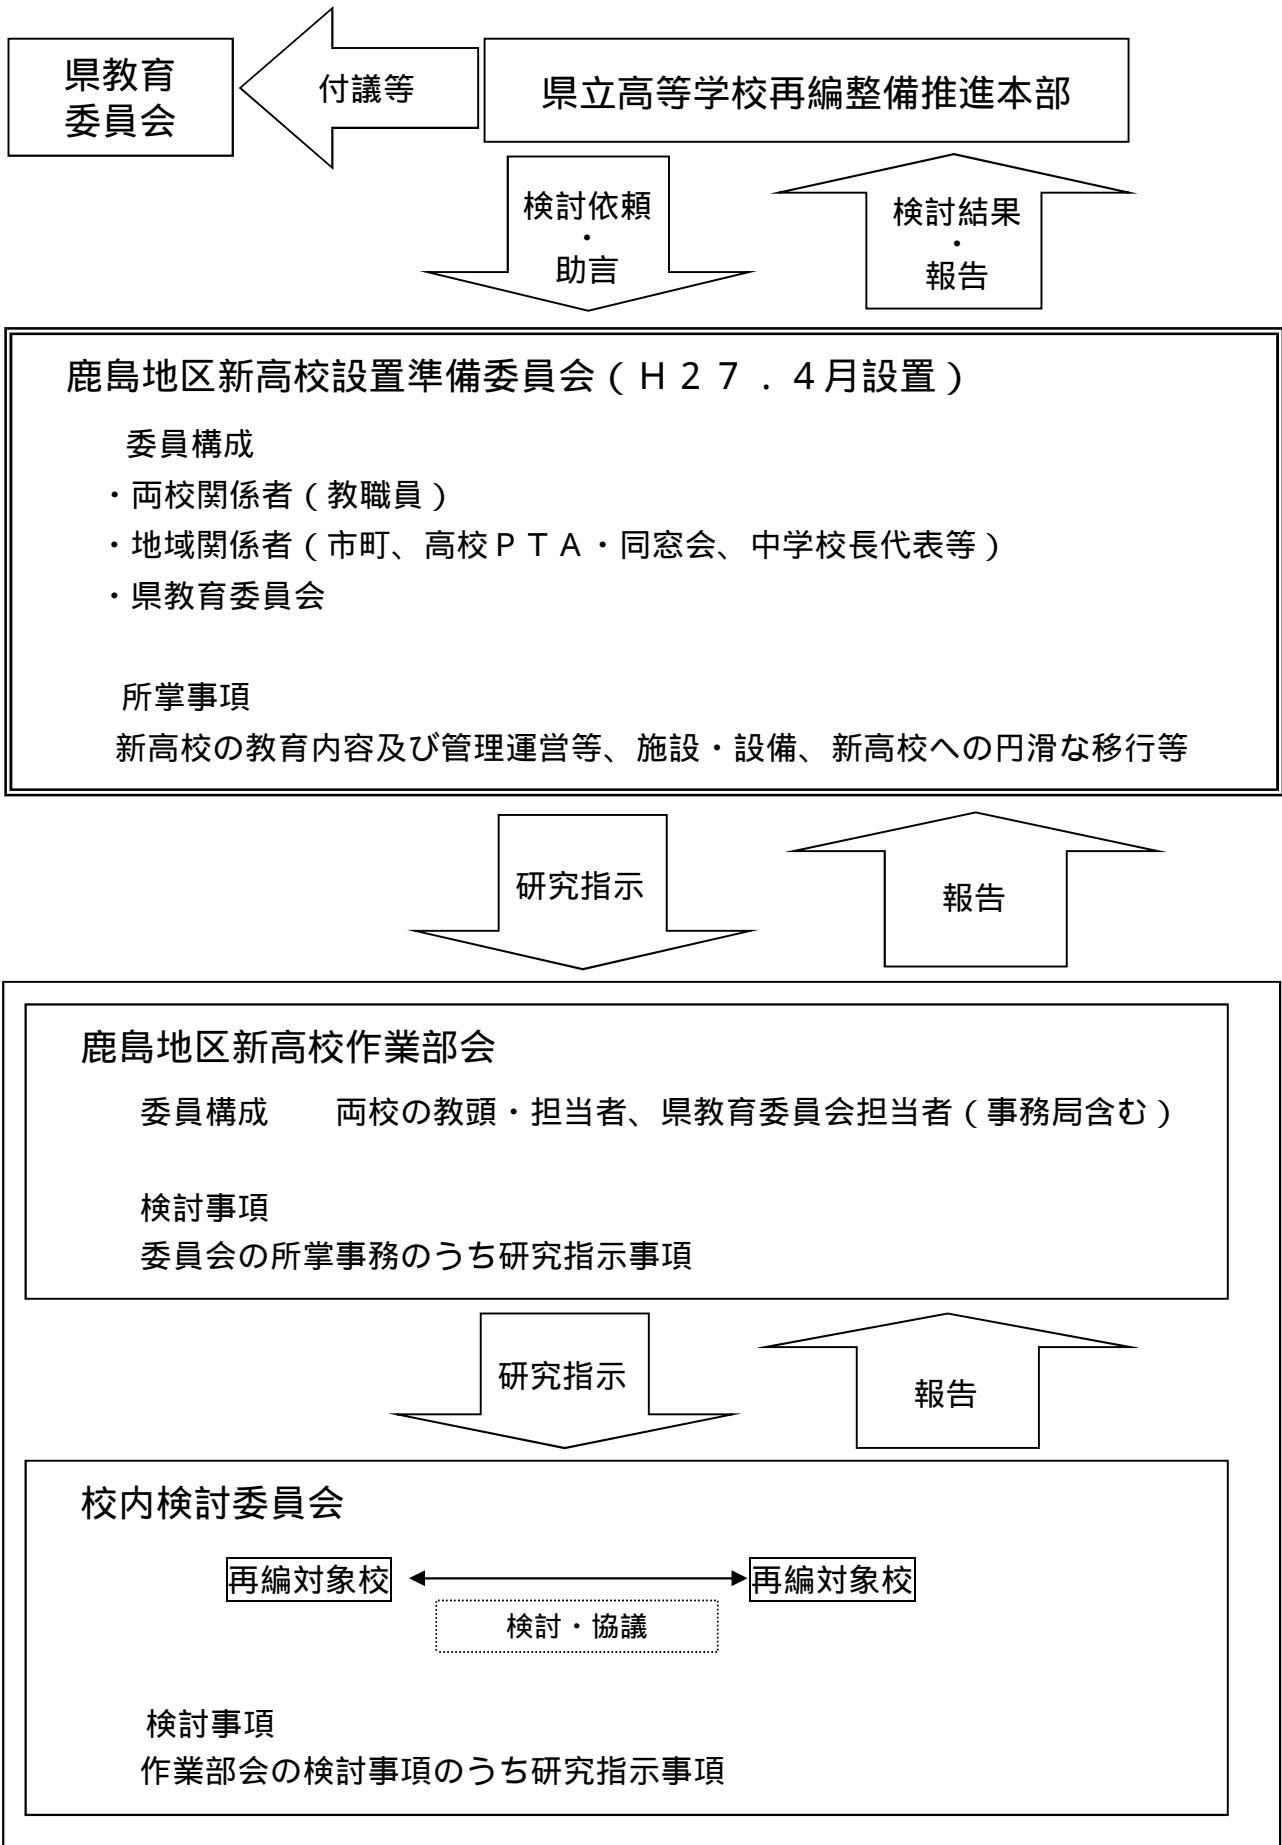 県教育
委員会
付議等
県立高等学校再編整備推進本部
検討依頼
・
助言
検討結果
・
報告
鹿島地区新高校設置準備委員会(H27.4月設置)
委員構成
・両校関係者(教職員)
・地域関係者(市町、高校PTA・同窓会、中学校長代表等)
・県教育委員会
所掌事項
新高校の教育内容及び管理運営等、施設・設備、新高校への円滑な移行等
研究指示
報告
鹿島地区新高校作業部会
委員構成  両校の教頭・担当者、県教育委員会担当者(事務局含む)
検討事項
委員会の所掌事務のうち研究指示事項
研究指示
報告
校内検討委員会
再編対象校 再編対象校
検討・協議
検討事項
作業部会の検討事項のうち研究指示事項